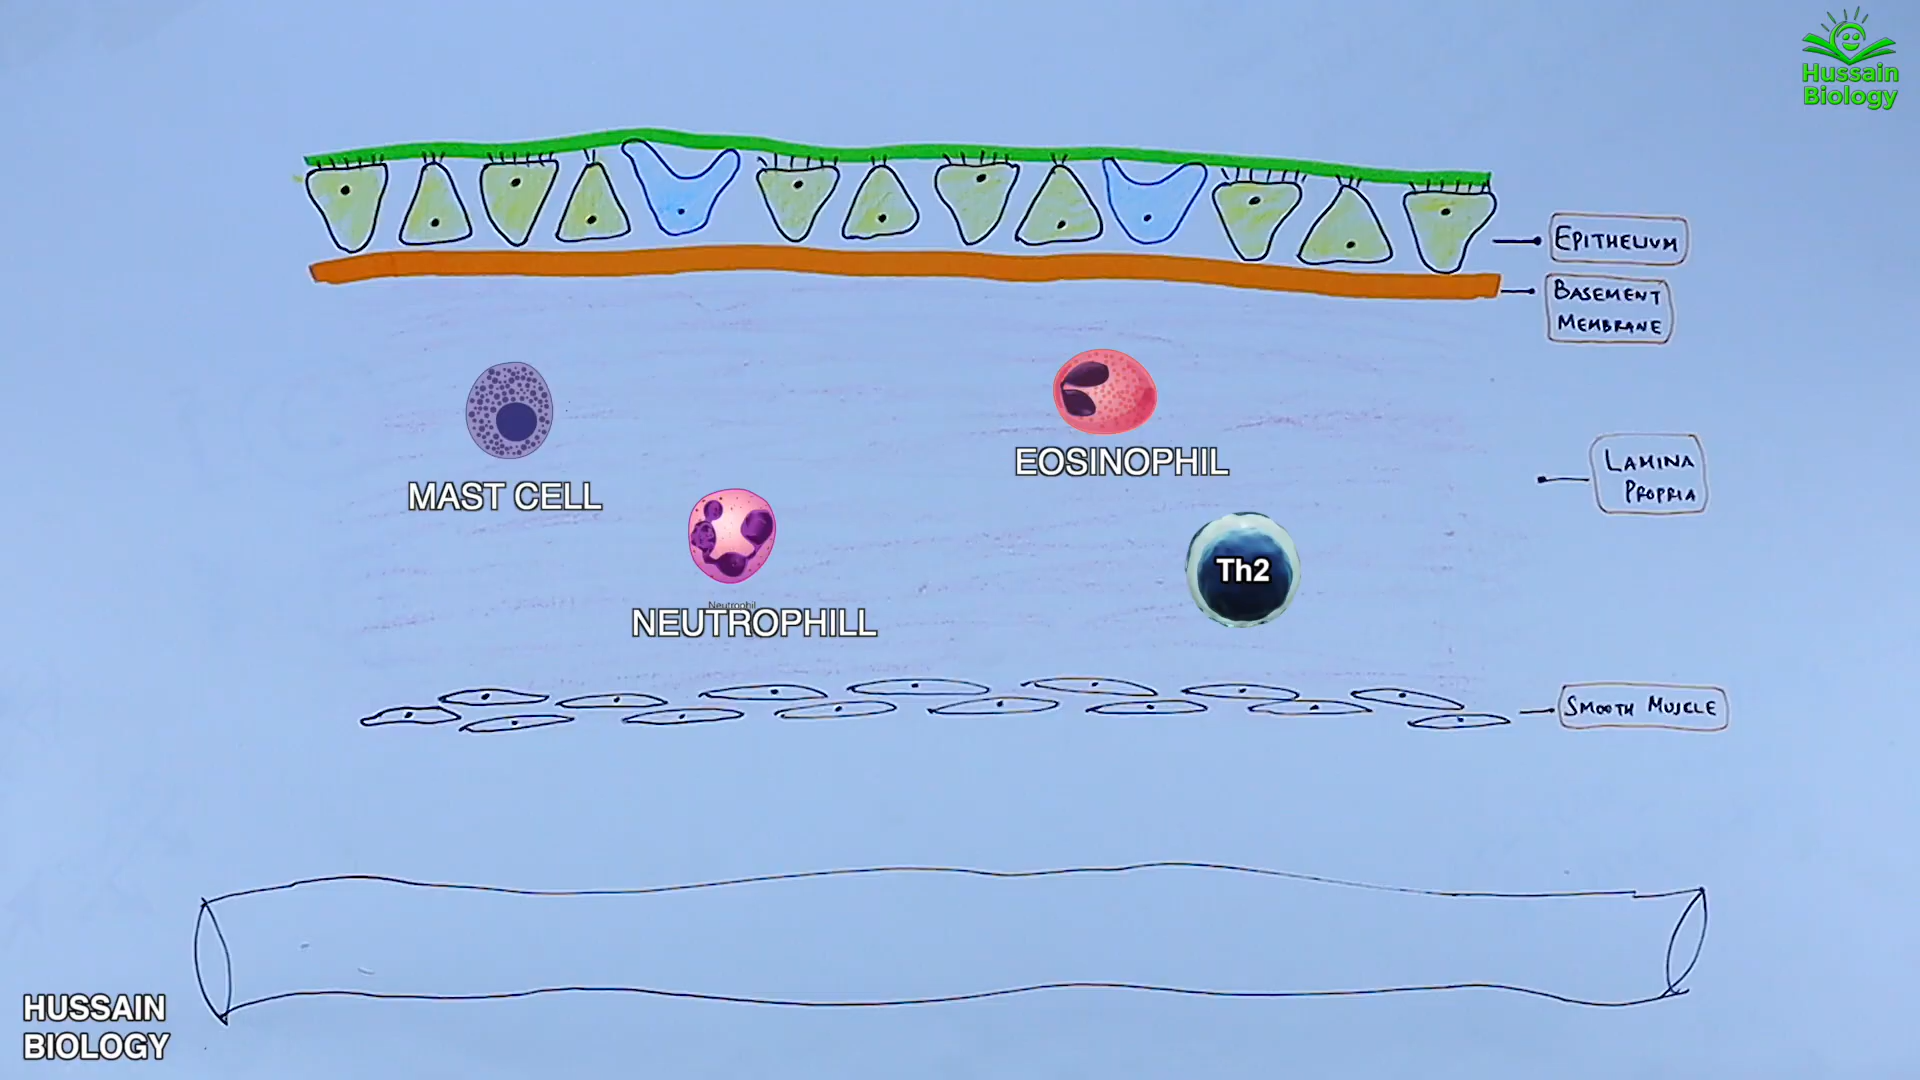 Hussain
Biology
EPITHELIUM
BASEMENT
MEMBRANE
EOSINOPHIL
LAMINA
PROPRIA
MAST CELL
Th2
Neutrophil
NEUTROPHILL
SMOOTH MUSCLE
HUSSAIN
BIOLOGY